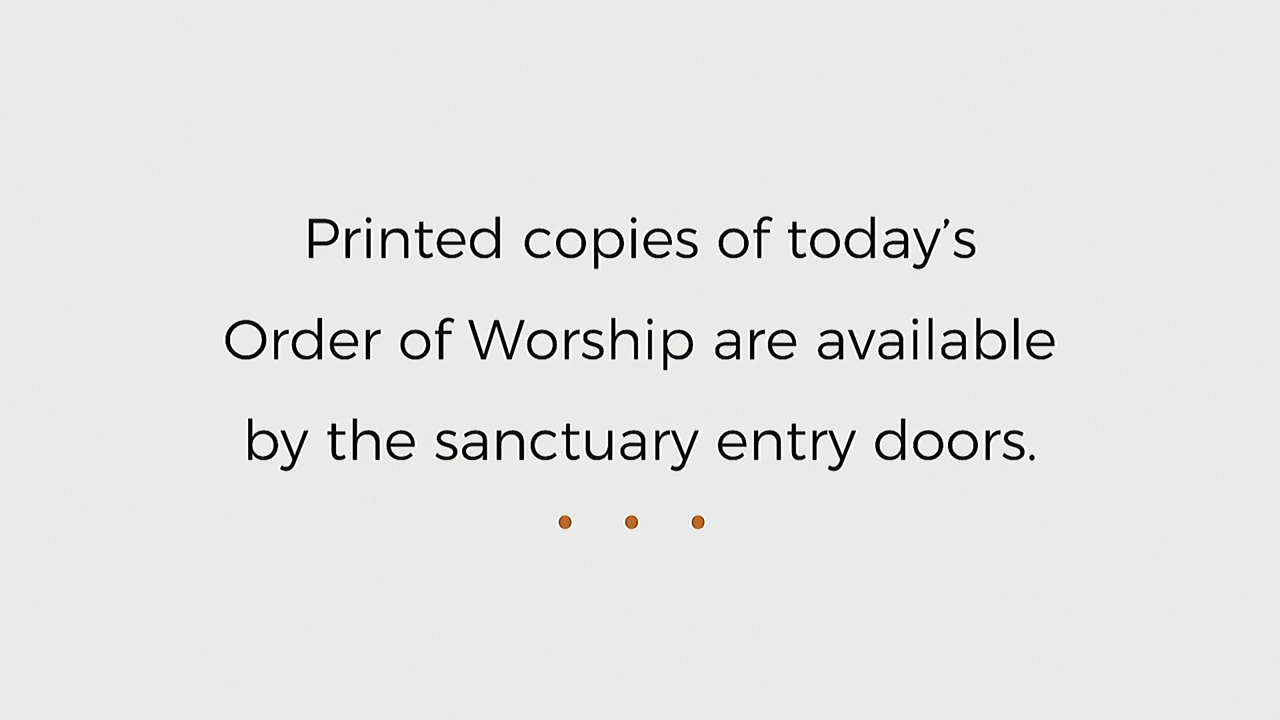 Printed copies of today’s
Order of Worship are available
by the sanctuary entry doors.